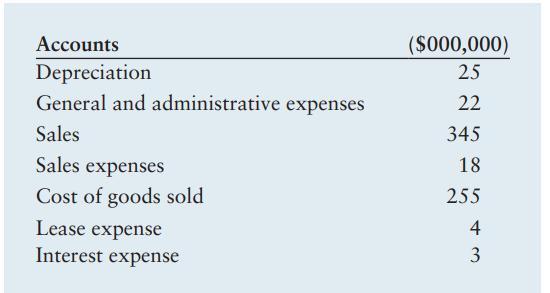 Accounts ($000,000)
Depreciation 25
General and administrative expenses 22
Sales 345
Sales expenses 18
Cost of goods sold 255
Lease expense 4
Interest expense 3